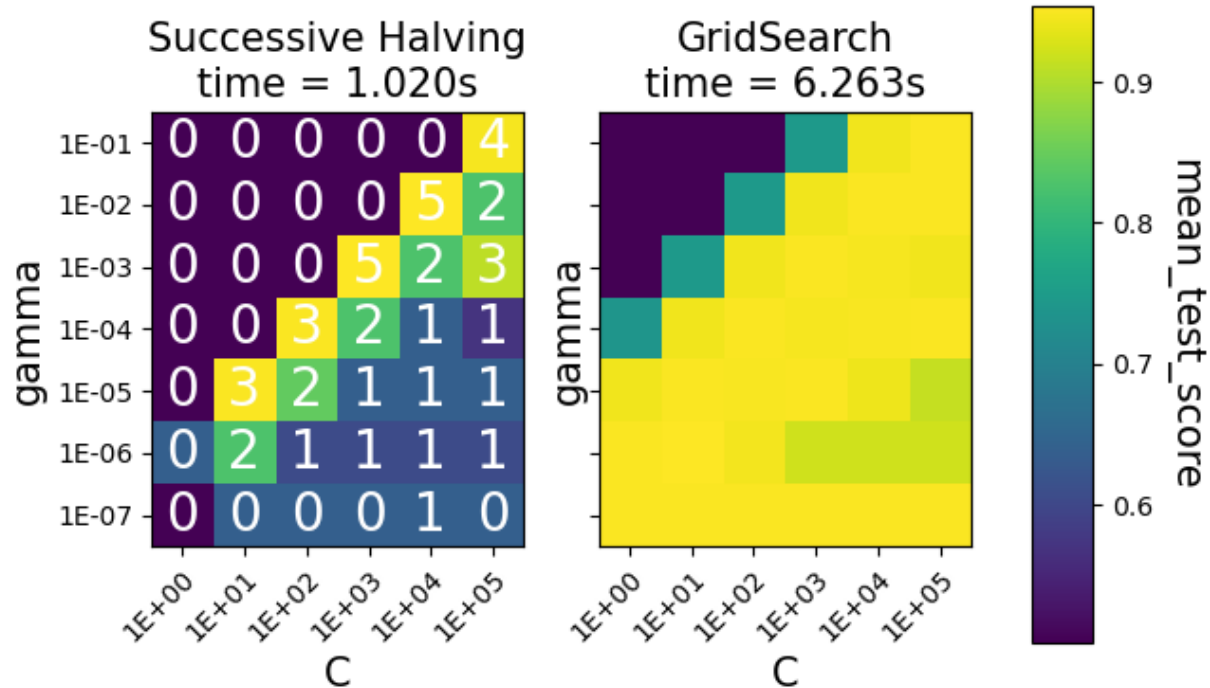 Successive Halving
time = 1.020s
GridSearch
time = 6.263s
gamma
1E-01
0 0 0 0 0 4
1E-02
0 0 0 0 5 2
1E-03
0 0 0 5 2 3
1E-04
0 0 3 2 1 1
1E-05
0 3 2 1 1 1
1E-06
0 2 1 1 1 1
1E-07
0 0 0 0 1 0
1E+00 1E+01 1E+02 1E+03 1E+04 1E+05
C
gamma
1E+00 1E+01 1E+02 1E+03 1E+04 1E+05
C
0.9
0.8
0.7
0.6
mean_test_score